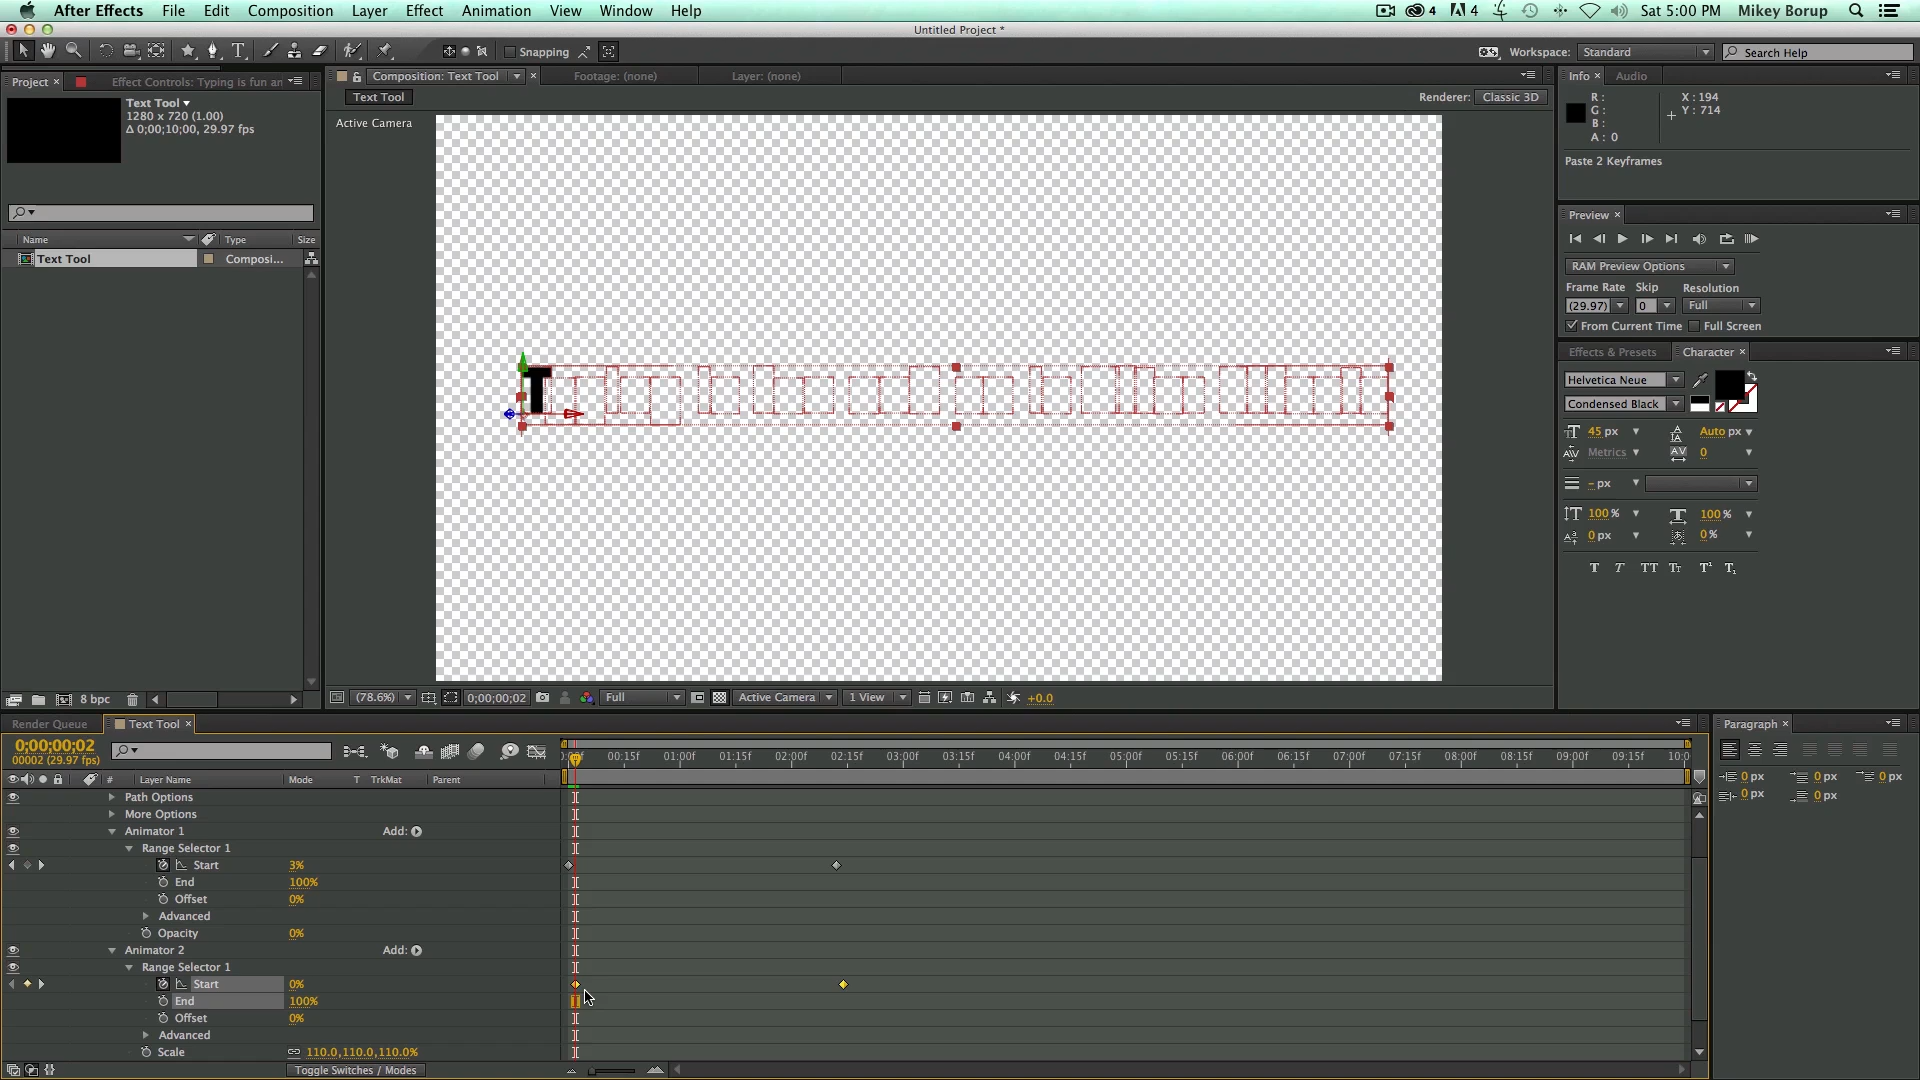 After Effects File Edit Composition Layer Effect Animation View Window Help 4 4 Sat 5:00 PM Mikey Borup
Untitled Project *
Snapping Workspace: Standard Search Help
Project × Effect Controls: Typing is fun an
Composition: Text Tool × Footage: (none) Layer: (none)
Info × Audio
Text Tool
1280 x 720 (1.00)
Δ 0;00;10;00, 29.97 fps
Text Tool
Renderer: Classic 3D
Active Camera
R :
G :
B :
A : 0
X : 194
Y : 714
Paste 2 Keyframes
Preview ×
RAM Preview Options
Frame Rate Skip Resolution
(29.97) 0 Full
From Current Time Full Screen
Effects & Presets Character ×
Helvetica Neue
Condensed Black
45 px Auto px
Metrics 0
- px
100 % 100 %
0 px 0 %
T T TT Tт T¹ T₁
Name Type Size
Text Tool Composi...
T
8 bpc
(78.6%) 0;00;00;02 Full Active Camera 1 View +0.0
Render Queue Text Tool ×
0;00;00;02
00002 (29.97 fps)
00:15f 01:00f 01:15f 02:00f 02:15f 03:00f 03:15f 04:00f 04:15f 05:00f 05:15f 06:00f 06:15f 07:00f 07:15f 08:00f 08:15f 09:00f 09:15f 10:0
# Layer Name Mode T TrkMat Parent
Path Options
More Options
Animator 1 Add:
Range Selector 1
Start 3%
End 100%
Offset 0%
Advanced
Opacity 0%
Animator 2 Add:
Range Selector 1
Start 0%
End 100%
Offset 0%
Advanced
Scale 110.0,110.0,110.0%
Toggle Switches / Modes
Paragraph ×
0 px 0 px 0 px
0 px 0 px